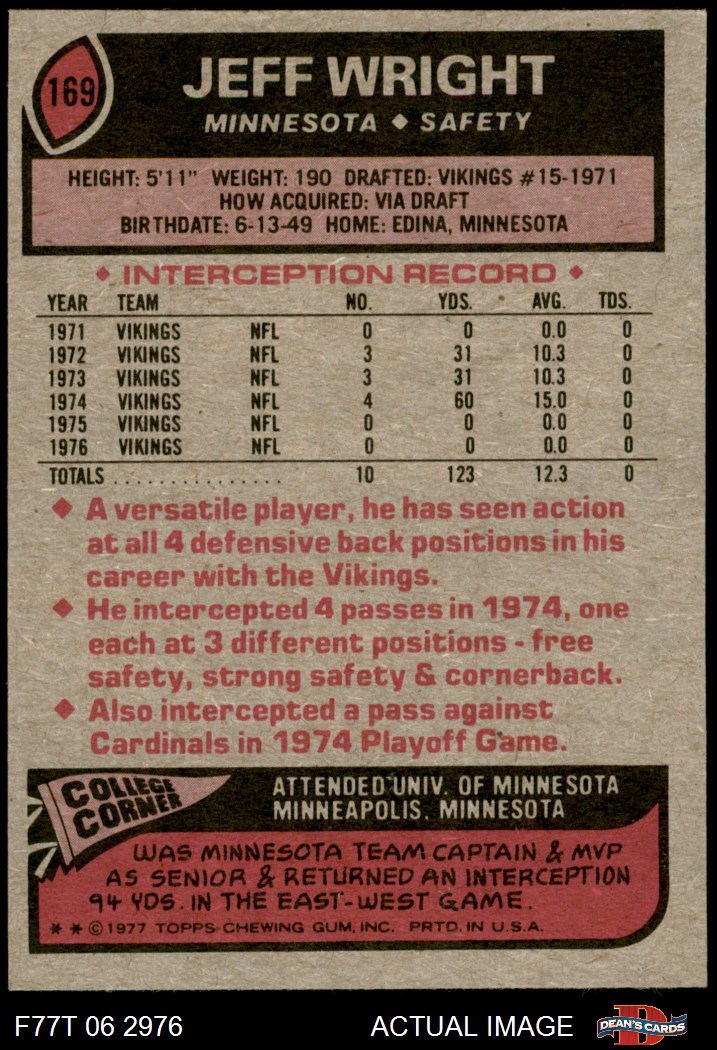 169
JEFF WRIGHT
MINNESOTA ◆ SAFETY
HEIGHT: 5'11" WEIGHT: 190 DRAFTED: VIKINGS #15-1971
HOW ACQUIRED: VIA DRAFT
BIRTHDATE: 6-13-49 HOME: EDINA, MINNESOTA
◆ INTERCEPTION RECORD ◆
YEAR TEAM NO. YDS. AVG. TDS.
1971 VIKINGS NFL 0 0 0.0 0
1972 VIKINGS NFL 3 31 10.3 0
1973 VIKINGS NFL 3 31 10.3 0
1974 VIKINGS NFL 4 60 15.0 0
1975 VIKINGS NFL 0 0 0.0 0
1976 VIKINGS NFL 0 0 0.0 0
TOTALS . . . . . . . . . . . . . . . 10 123 12.3 0
◆ A versatile player, he has seen action
at all 4 defensive back positions in his
career with the Vikings.
◆ He intercepted 4 passes in 1974, one
each at 3 different positions - free
safety, strong safety & cornerback.
◆ Also intercepted a pass against
Cardinals in 1974 Playoff Game.
COLLEGE
CORNER
ATTENDED UNIV. OF MINNESOTA
MINNEAPOLIS, MINNESOTA
WAS MINNESOTA TEAM CAPTAIN & MVP
AS SENIOR & RETURNED AN INTERCEPTION
94 YDS. IN THE EAST-WEST GAME.
* * © 1977 TOPPS CHEWING GUM, INC. PRTD. IN U.S.A.
F77T 06 2976 ACTUAL IMAGE D DEAN'S CARDS